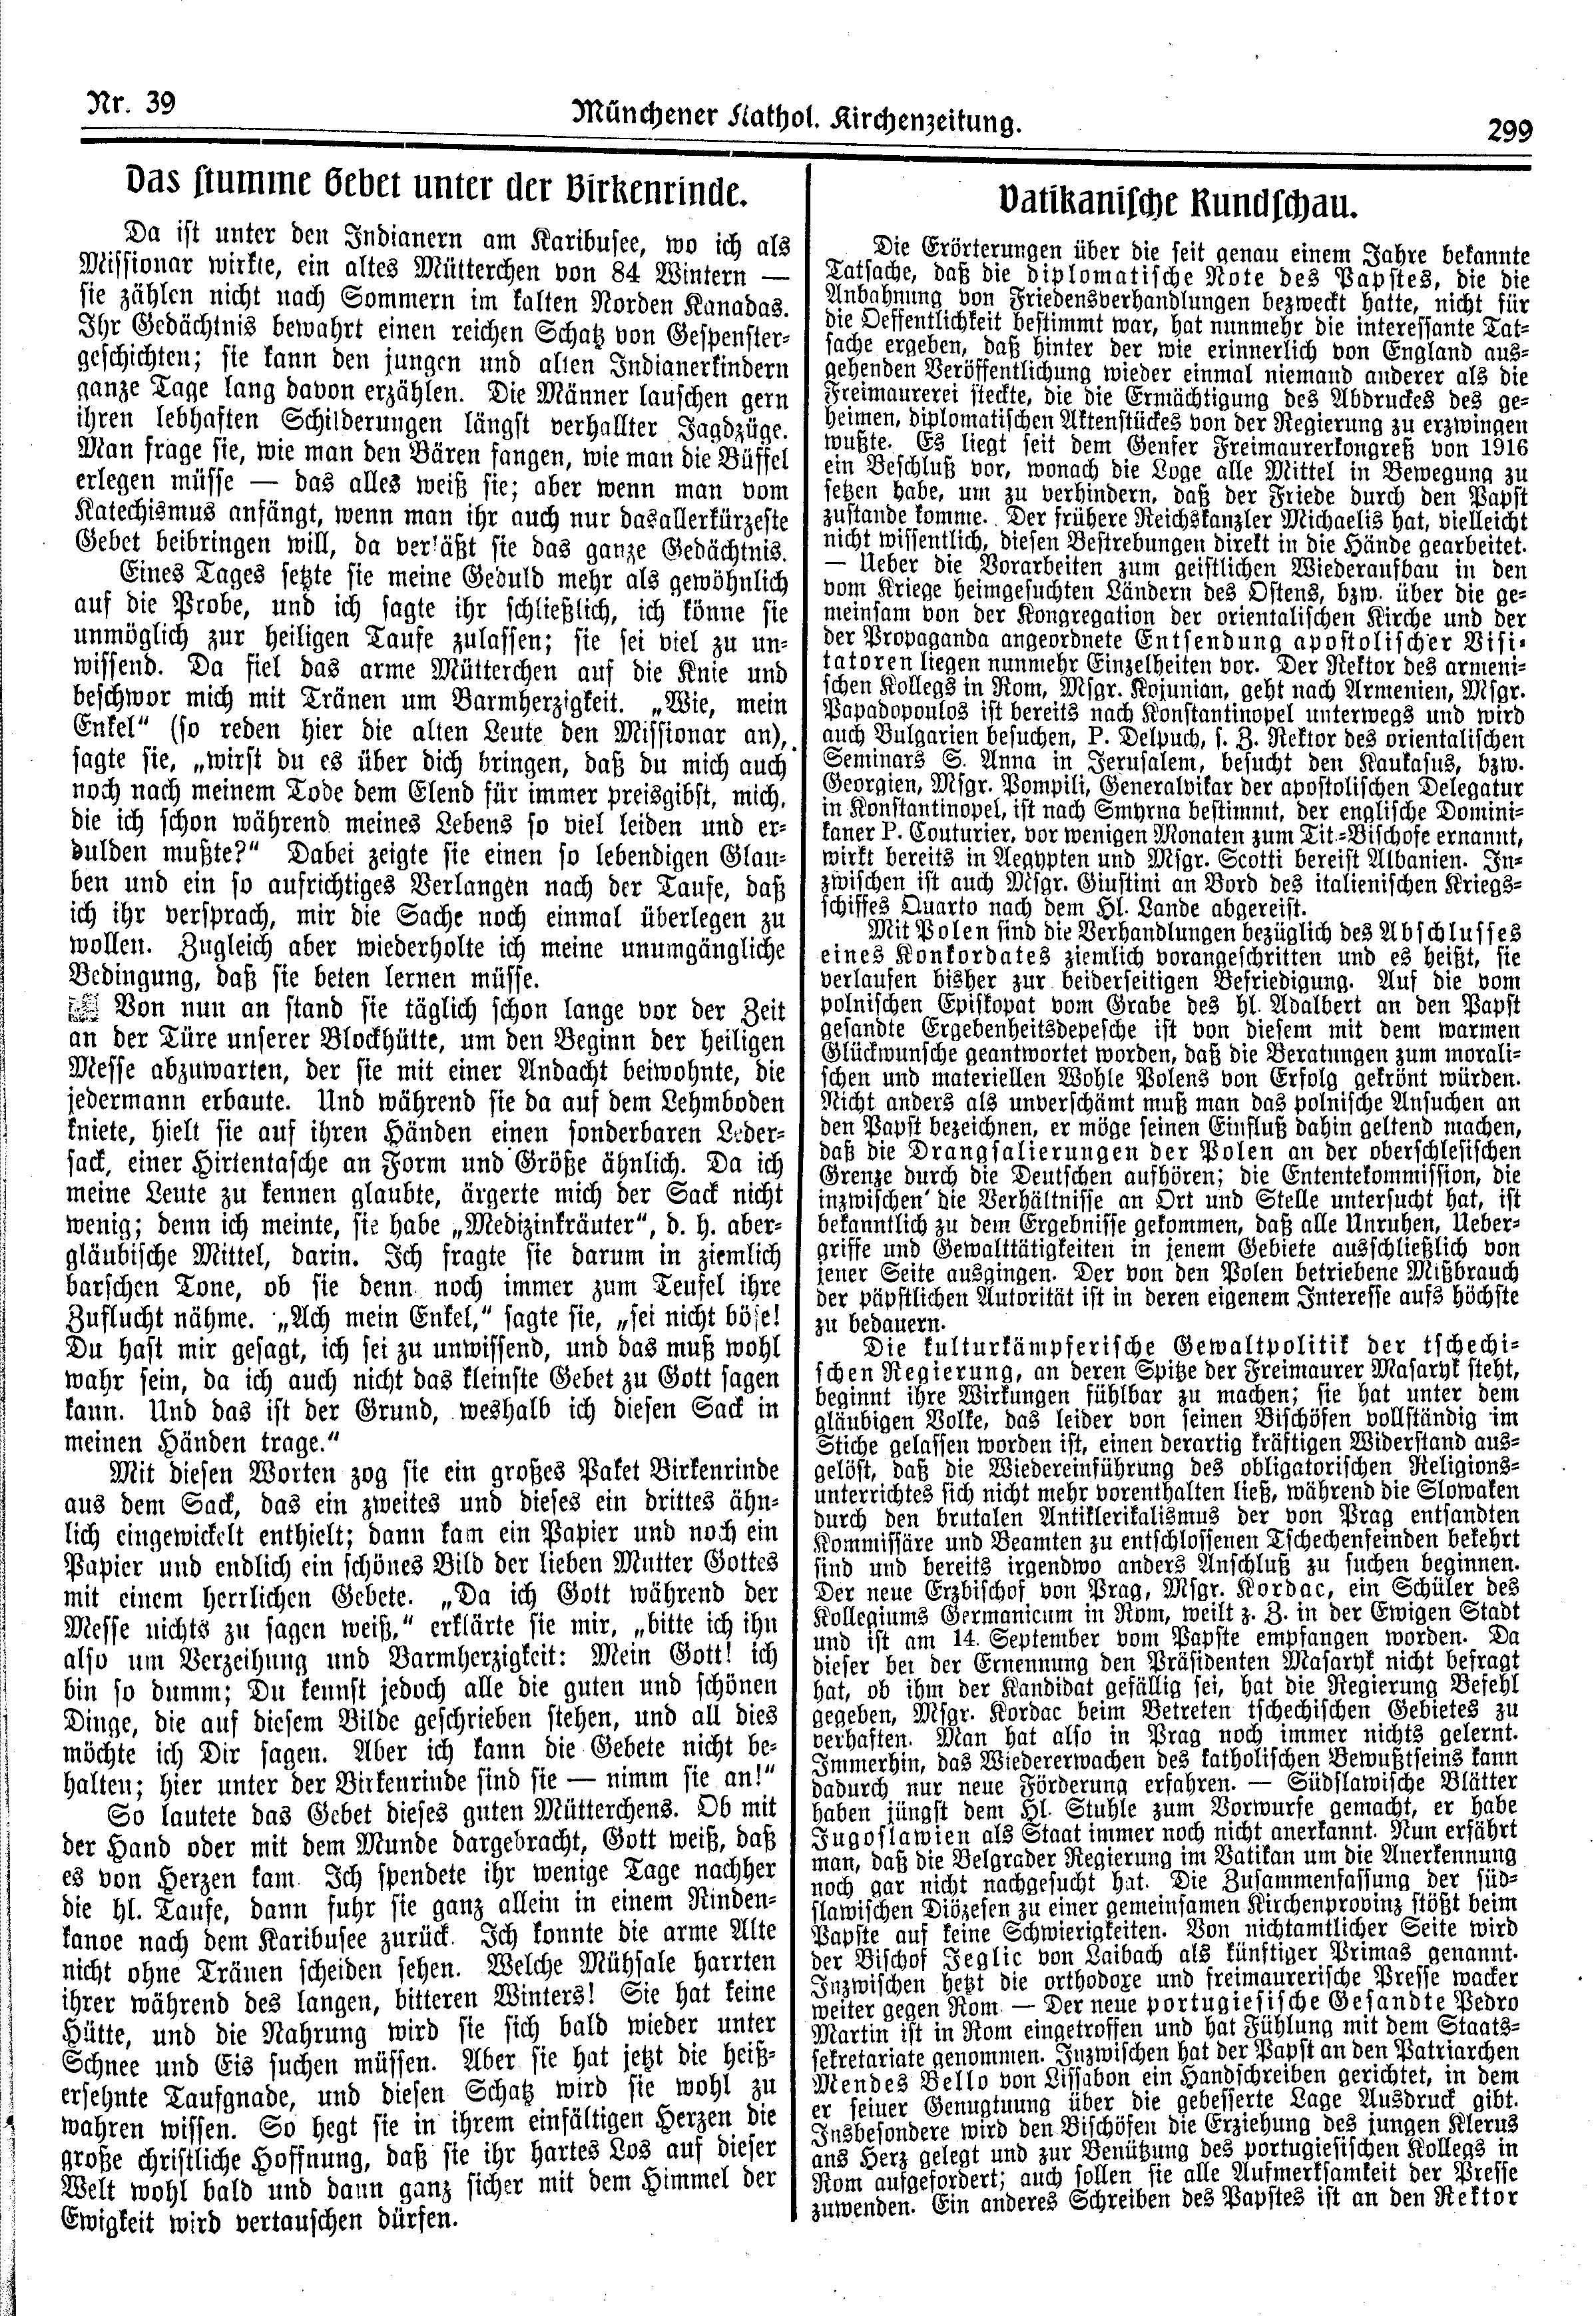 Nr. 39
Münchener Kathol. Kirchenzeitung.
299
Das stumme Gebet unter der Birkenrinde.
Da ist unter den Indianern am Karibusee, wo ich als
Missionar wirkte, ein altes Mütterchen von 84 Wintern —
sie zählen nicht nach Sommern im kalten Norden Kanadas.
Ihr Gedächtnis bewahrt einen reichen Schatz von Gespenster-
geschichten; sie kann den jungen und alten Indianerkindern
ganze Tage lang davon erzählen. Die Männer lauschen gern
ihren lebhaften Schilderungen längst verhallter Jagdzüge.
Man frage sie, wie man den Bären fangen, wie man die Büffel
erlegen müsse — das alles weiß sie; aber wenn man vom
Katechismus anfängt, wenn man ihr auch nur das allerkürzeste
Gebet beibringen will, da verläßt sie das ganze Gedächtnis.
Eines Tages setzte sie meine Geduld mehr als gewöhnlich
auf die Probe, und ich sagte ihr schließlich, ich könne sie
unmöglich zur heiligen Taufe zulassen; sie sei viel zu un-
wissend. Da fiel das arme Mütterchen auf die Knie und
beschwor mich mit Tränen um Barmherzigkeit. „Wie, mein
Enkel“ (so reden hier die alten Leute den Missionar an),
sagte sie, „wirst du es über dich bringen, daß du mich auch
noch nach meinem Tode dem Elend für immer preisgibst, mich,
die ich schon während meines Lebens so viel leiden und er-
dulden mußte?“ Dabei zeigte sie einen so lebendigen Glau-
ben und ein so aufrichtiges Verlangen nach der Taufe, daß
ich ihr versprach, mir die Sache noch einmal überlegen zu
wollen. Zugleich aber wiederholte ich meine unumgängliche
Bedingung, daß sie beten lernen müsse.
Von nun an stand sie täglich schon lange vor der Zeit
an der Türe unserer Blockhütte, um den Beginn der heiligen
Messe abzuwarten, der sie mit einer Andacht beiwohnte, die
jedermann erbaute. Und während sie da auf dem Lehmboden
kniete, hielt sie auf ihren Händen einen sonderbaren Leder-
sack, einer Hirtentasche an Form und Größe ähnlich. Da ich
meine Leute zu kennen glaubte, ärgerte mich der Sack nicht
wenig; denn ich meinte, sie habe „Medizinkräuter“, d. h. aber-
gläubische Mittel, darin. Ich fragte sie darum in ziemlich
barschen Tone, ob sie denn noch immer zum Teufel ihre
Zuflucht nähme. „Ach mein Enkel,“ sagte sie, „sei nicht böse!
Du hast mir gesagt, ich sei zu unwissend, und das muß wohl
wahr sein, da ich auch nicht das kleinste Gebet zu Gott sagen
kann. Und das ist der Grund, weshalb ich diesen Sack in
meinen Händen trage.“
Mit diesen Worten zog sie ein großes Paket Birkenrinde
aus dem Sack, das ein zweites und dieses ein drittes ähn-
lich eingewickelt enthielt; dann kam ein Papier und noch ein
Papier und endlich ein schönes Bild der lieben Mutter Gottes
mit einem herrlichen Gebete. „Da ich Gott während der
Messe nichts zu sagen weiß,“ erklärte sie mir, „bitte ich ihn
also um Verzeihung und Barmherzigkeit: Mein Gott! ich
bin so dumm; Du kennst jedoch alle die guten und schönen
Dinge, die auf diesem Bilde geschrieben stehen, und all dies
möchte ich Dir sagen. Aber ich kann die Gebete nicht be-
halten; hier unter der Birkenrinde sind sie — nimm sie an!“
So lautete das Gebet dieses guten Mütterchens. Ob mit
der Hand oder mit dem Munde dargebracht, Gott weiß, daß
es von Herzen kam. Ich spendete ihr wenige Tage nachher
die hl. Taufe, dann fuhr sie ganz allein in einem Rinden-
kanoe nach dem Karibusee zurück. Ich konnte die arme Alte
nicht ohne Tränen scheiden sehen. Welche Mühsale harrten
ihrer während des langen, bitteren Winters! Sie hat keine
Hütte, und die Nahrung wird sie sich bald wieder unter
Schnee und Eis suchen müssen. Aber sie hat jetzt die heiß-
ersehnte Taufgnade, und diesen Schatz wird sie wohl zu
wahren wissen. So hegt sie in ihrem einfältigen Herzen die
große christliche Hoffnung, daß sie ihr hartes Los auf dieser
Welt wohl bald und dann ganz sicher mit dem Himmel der
Ewigkeit wird vertauschen dürfen.
Vatikanische Rundschau.
Die Erörterungen über die seit genau einem Jahre bekannte
Tatsache, daß die diplomatische Note des Papstes, die die
Anbahnung von Friedensverhandlungen bezweckt hatte, nicht für
die Oeffentlichkeit bestimmt war, hat nunmehr die interessante Tat-
sache ergeben, daß hinter der wie erinnerlich von England aus-
gehenden Veröffentlichung wieder einmal niemand anderer als die
Freimaurerei steckte, die die Ermächtigung des Abdruckes des ge-
heimen, diplomatischen Aktenstückes von der Regierung zu erzwingen
wußte. Es liegt seit dem Genfer Freimaurerkongreß von 1916
ein Beschluß vor, wonach die Loge alle Mittel in Bewegung zu
setzen habe, um zu verhindern, daß der Friede durch den Papst
zustande komme. Der frühere Reichskanzler Michaelis hat, vielleicht
nicht wissentlich, diesen Bestrebungen direkt in die Hände gearbeitet.
— Ueber die Vorarbeiten zum geistlichen Wiederaufbau in den
vom Kriege heimgesuchten Ländern des Ostens, bzw. über die ge-
meinsam von der Kongregation der orientalischen Kirche und der
der Propaganda angeordnete Entsendung apostolischer Visi-
tatoren liegen nunmehr Einzelheiten vor. Der Rektor des armeni-
schen Kollegs in Rom, Msgr. Kojunian, geht nach Armenien, Msgr.
Papadopoulos ist bereits nach Konstantinopel unterwegs und wird
auch Bulgarien besuchen, P. Delpuch, s. Z. Rektor des orientalischen
Seminars S. Anna in Jerusalem, besucht den Kaukasus, bzw.
Georgien, Msgr. Pompili, Generalvikar der apostolischen Delegatur
in Konstantinopel, ist nach Smyrna bestimmt, der englische Domini-
kaner P. Couturier, vor wenigen Monaten zum Tit.-Bischofe ernannt,
wirkt bereits in Aegypten und Msgr. Scotti bereist Albanien. In-
zwischen ist auch Msgr. Giustini an Bord des italienischen Kriegs-
schiffes Quarto nach dem Hl. Lande abgereist.
Mit Polen sind die Verhandlungen bezüglich des Abschlusses
eines Konkordates ziemlich vorangeschritten und es heißt, sie
verlaufen bisher zur beiderseitigen Befriedigung. Auf die vom
polnischen Episkopat vom Grabe des hl. Adalbert an den Papst
gesandte Ergebenheitsdepesche ist von diesem mit dem warmen
Glückwunsche geantwortet worden, daß die Beratungen zum morali-
schen und materiellen Wohle Polens von Erfolg gekrönt würden.
Nicht anders als unverschämt muß man das polnische Ansuchen an
den Papst bezeichnen, er möge seinen Einfluß dahin geltend machen,
daß die Drangsalierungen der Polen an der oberschlesischen
Grenze durch die Deutschen aufhören; die Ententekommission, die
inzwischen die Verhältnisse an Ort und Stelle untersucht hat, ist
bekanntlich zu dem Ergebnisse gekommen, daß alle Unruhen, Ueber-
griffe und Gewalttätigkeiten in jenem Gebiete ausschließlich von
jener Seite ausgingen. Der von den Polen betriebene Mißbrauch
der päpstlichen Autorität ist in deren eigenem Interesse aufs höchste
zu bedauern.
Die kulturkämpferische Gewaltpolitik der tschechi-
schen Regierung, an deren Spitze der Freimaurer Masaryk steht,
beginnt ihre Wirkungen fühlbar zu machen; sie hat unter dem
gläubigen Volke, das leider von seinen Bischöfen vollständig im
Stiche gelassen worden ist, einen derartig kräftigen Widerstand aus-
gelöst, daß die Wiedereinführung des obligatorischen Religions-
unterrichtes sich nicht mehr vorenthalten ließ, während die Slowaken
durch den brutalen Antiklerikalismus der von Prag entsandten
Kommissäre und Beamten zu entschlossenen Tschechenfeinden bekehrt
sind und bereits irgendwo anders Anschluß zu suchen beginnen.
Der neue Erzbischof von Prag, Msgr. Kordac, ein Schüler des
Kollegiums Germanicum in Rom, weilt z. Z. in der Ewigen Stadt
und ist am 14. September vom Papste empfangen worden. Da
dieser bei der Ernennung den Präsidenten Masaryk nicht befragt
hat, ob ihm der Kandidat gefällig sei, hat die Regierung Befehl
gegeben, Msgr. Kordac beim Betreten tschechischen Gebietes zu
verhaften. Man hat also in Prag noch immer nichts gelernt.
Immerhin, das Wiedererwachen des katholischen Bewußtseins kann
dadurch nur neue Förderung erfahren. — Südslawische Blätter
haben jüngst dem Hl. Stuhle zum Vorwurfe gemacht, er habe
Jugoslawien als Staat immer noch nicht anerkannt. Nun erfährt
man, daß die Belgrader Regierung im Vatikan um die Anerkennung
noch gar nicht nachgesucht hat. Die Zusammenfassung der süd-
slawischen Diözesen zu einer gemeinsamen Kirchenprovinz stößt beim
Papste auf keine Schwierigkeiten. Von nichtamtlicher Seite wird
der Bischof Jeglic von Laibach als künftiger Primas genannt.
Inzwischen hetzt die orthodoxe und freimaurerische Presse wacker
weiter gegen Rom. — Der neue portugiesische Gesandte Pedro
Martin ist in Rom eingetroffen und hat Fühlung mit dem Staats-
sekretariate genommen. Inzwischen hat der Papst an den Patriarchen
Mendes Bello von Lissabon ein Handschreiben gerichtet, in dem
er seiner Genugtuung über die gebesserte Lage Ausdruck gibt.
Insbesondere wird den Bischöfen die Erziehung des jungen Klerus
ans Herz gelegt und zur Benützung des portugiesischen Kollegs in
Rom aufgefordert; auch sollen sie alle Aufmerksamkeit der Presse
zuwenden. Ein anderes Schreiben des Papstes ist an den Rektor